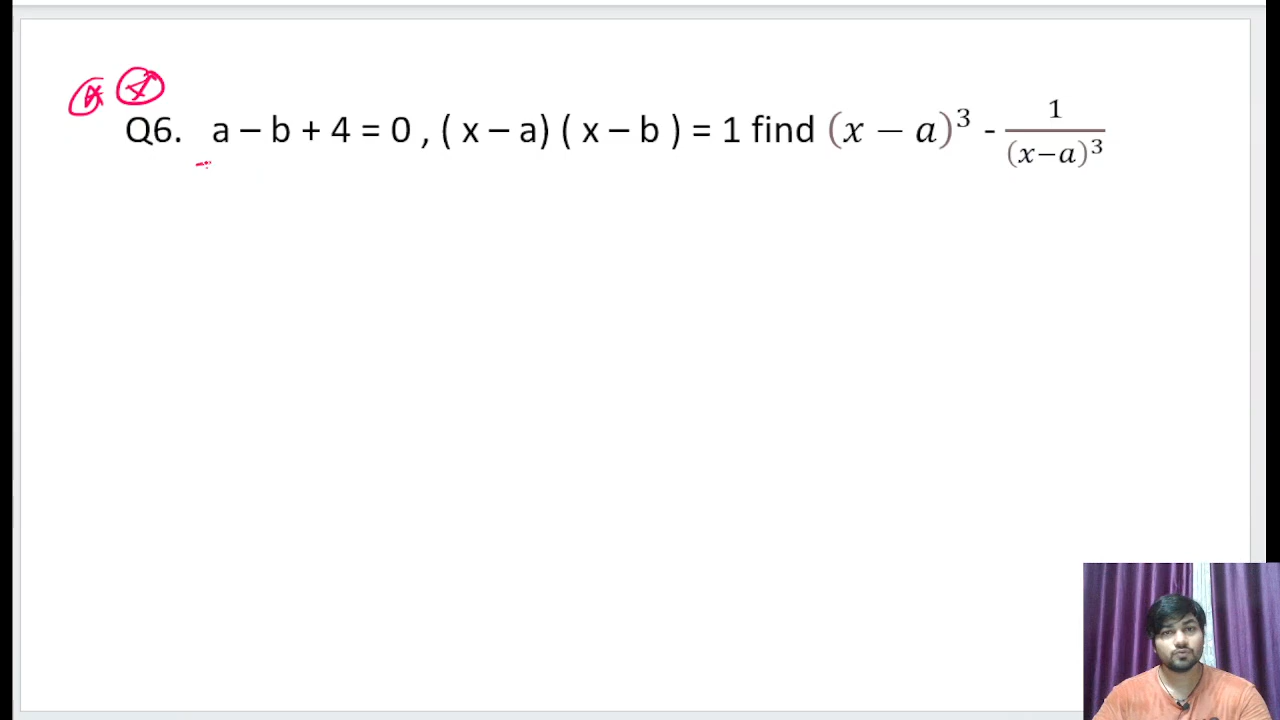 Q6. a – b + 4 = 0 , ( x – a) ( x – b ) = 1 find (x − a)³ - 1/(x−a)³